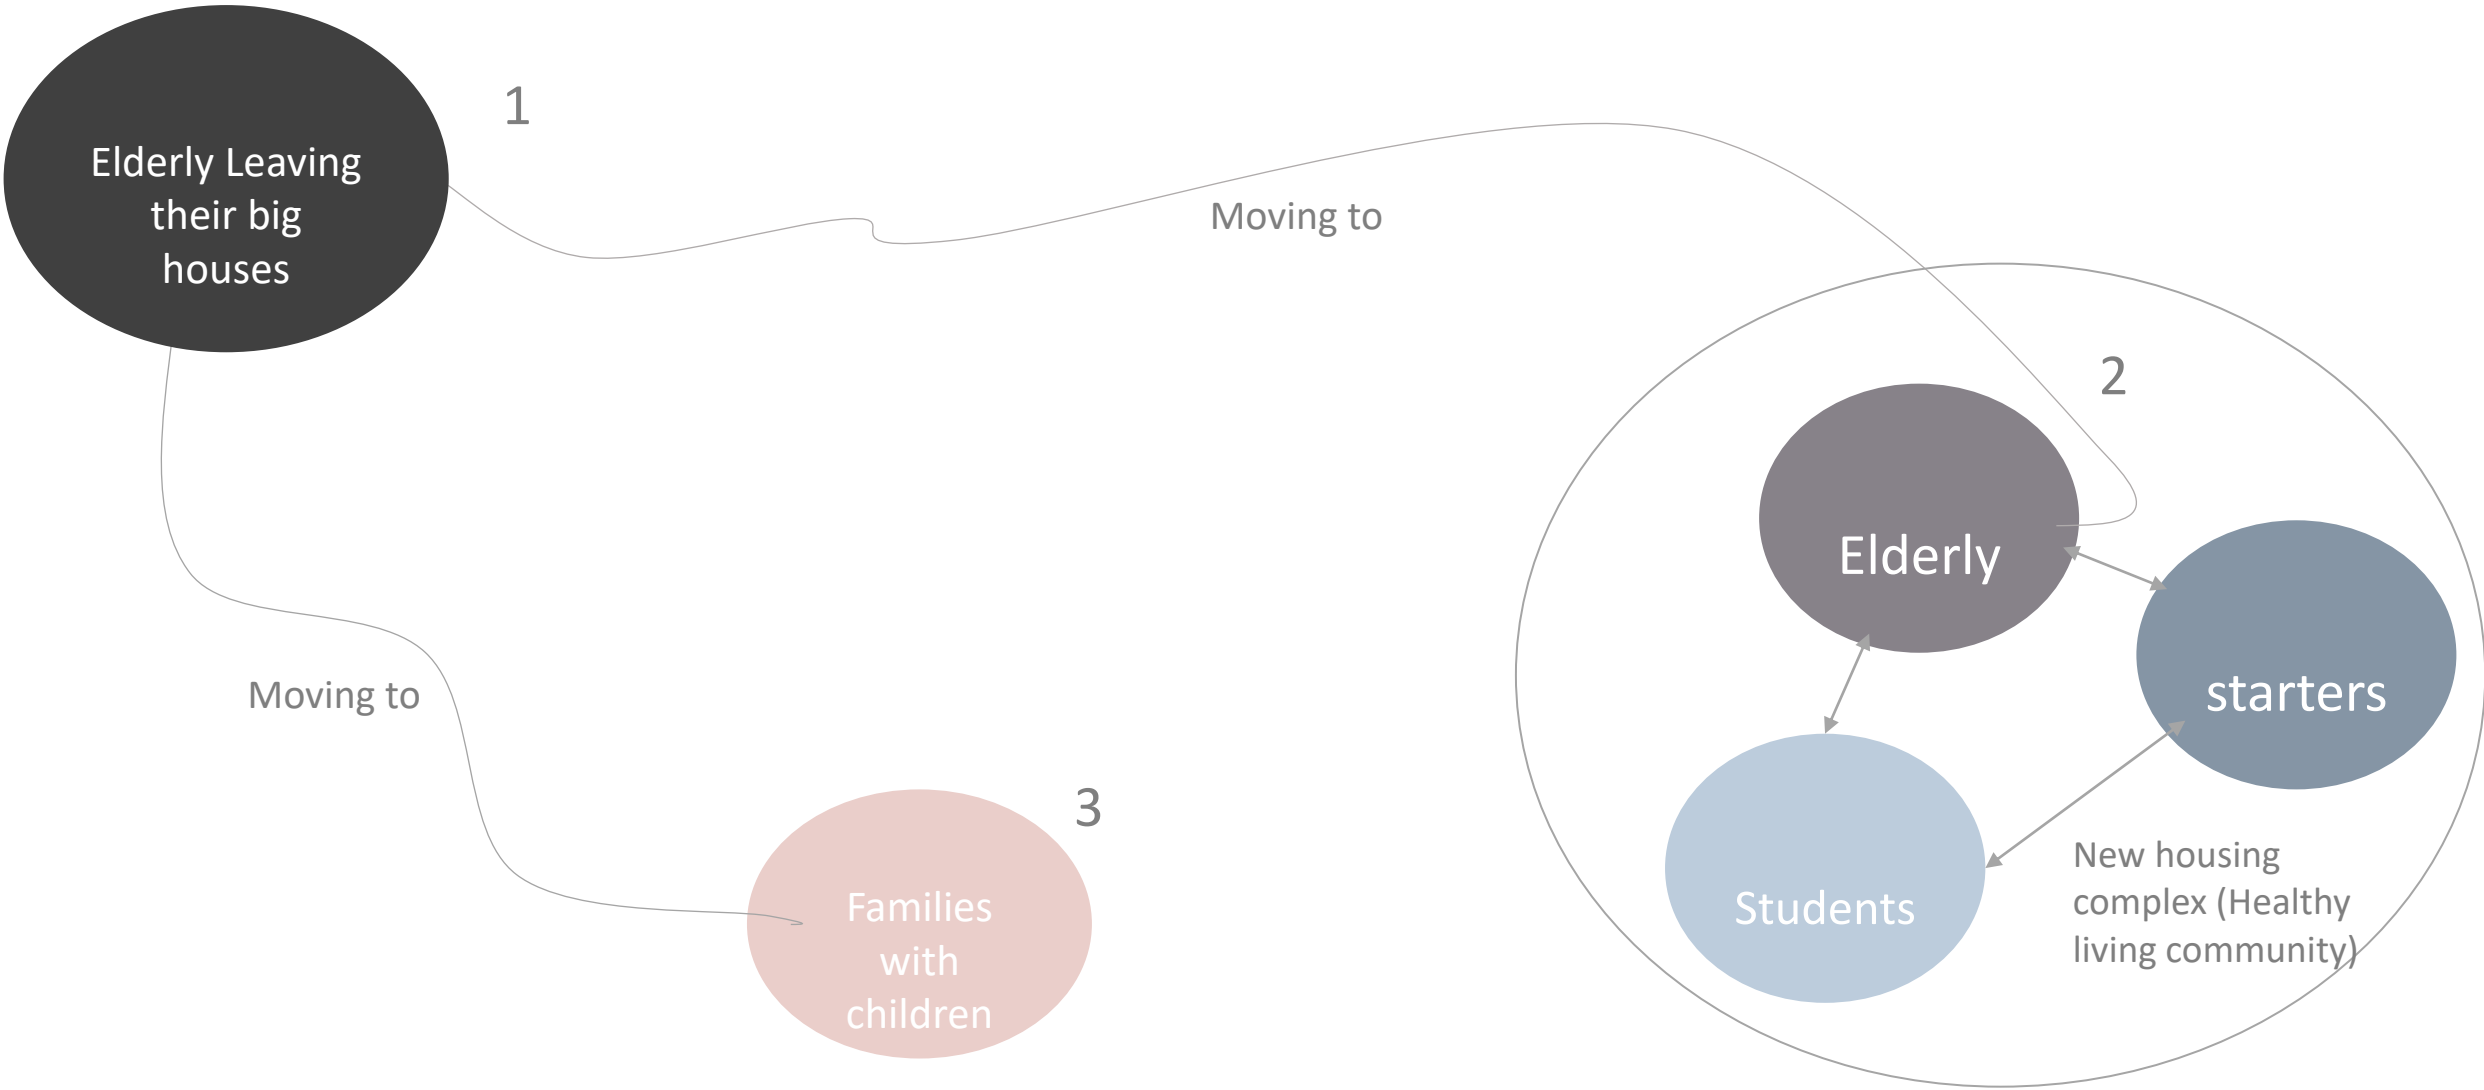 1
Elderly Leaving
their big
houses
Moving to
2
Elderly
starters
Students
New housing
complex (Healthy
living community)
Moving to
3
Families
with
children